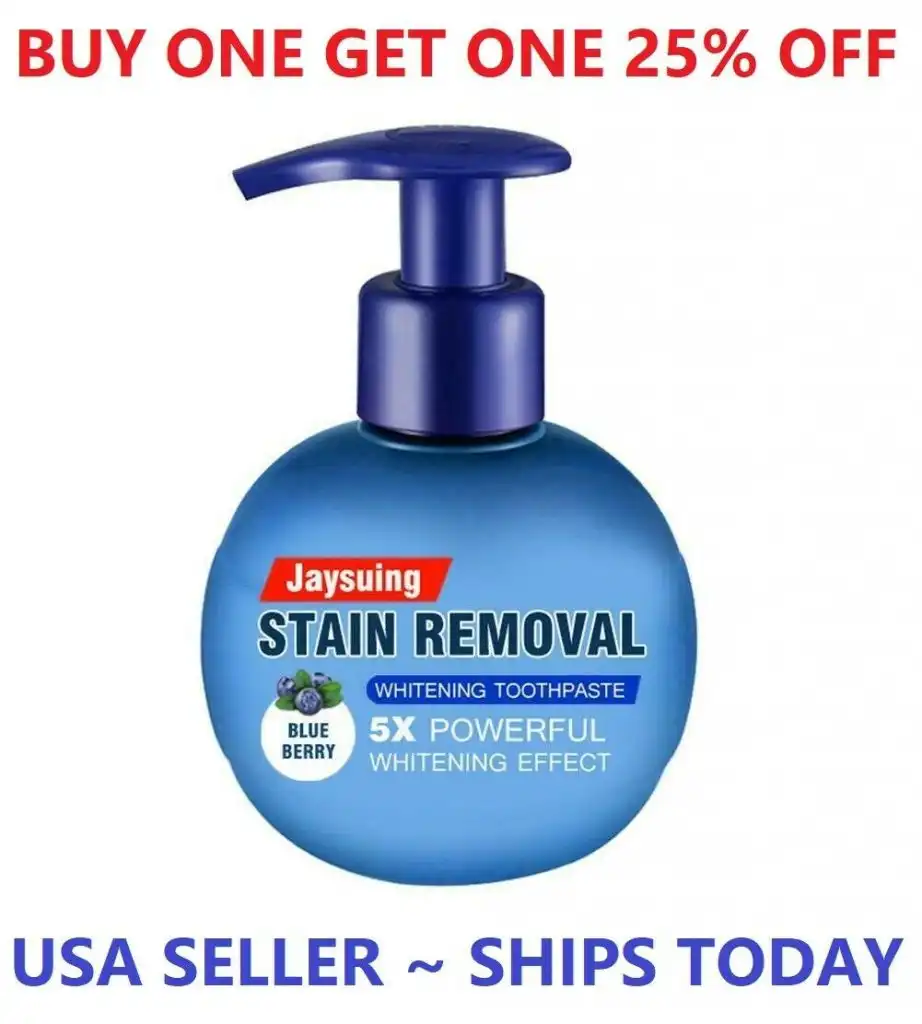 BUY ONE GET ONE 25% OFF
Jaysuing
STAIN REMOVAL
WHITENING TOOTHPASTE
BLUE
BERRY
5X POWERFUL
WHITENING EFFECT
USA SELLER ~ SHIPS TODAY